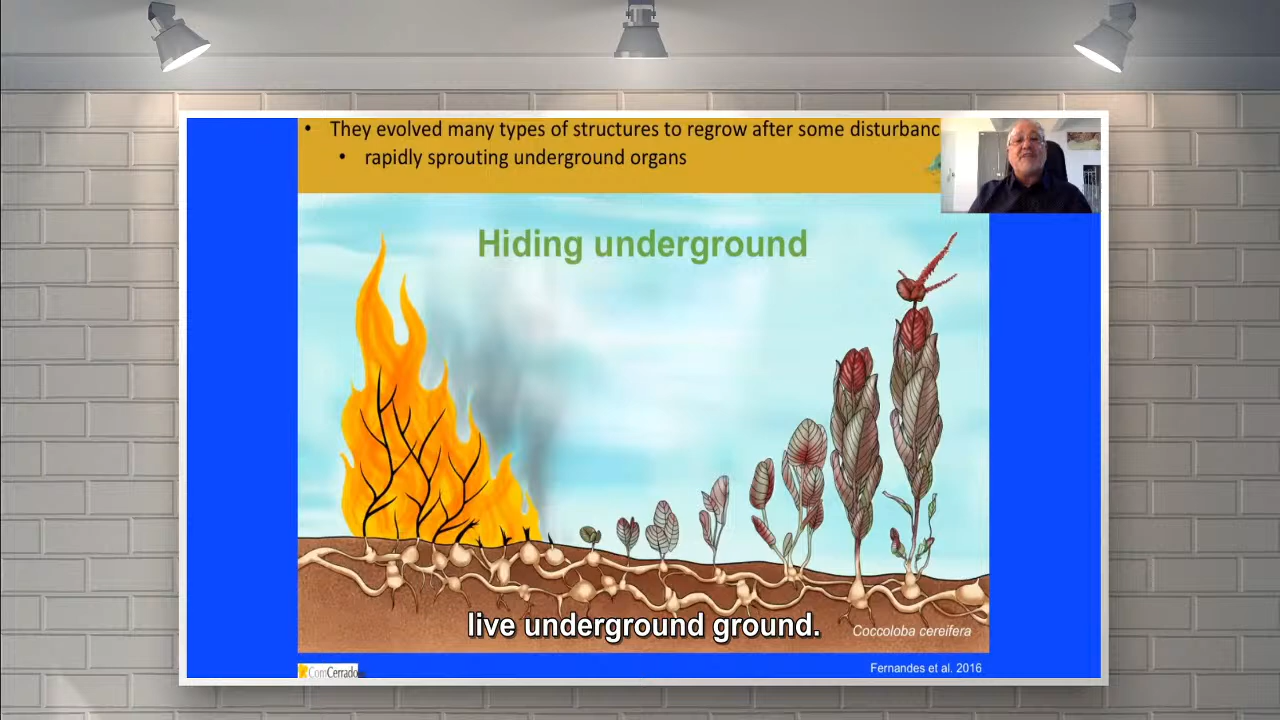 • They evolved many types of structures to regrow after some disturbanc
• rapidly sprouting underground organs
Hiding underground
live underground ground.
Coccoloba cereifera
ComCerrado
Fernandes et al. 2016